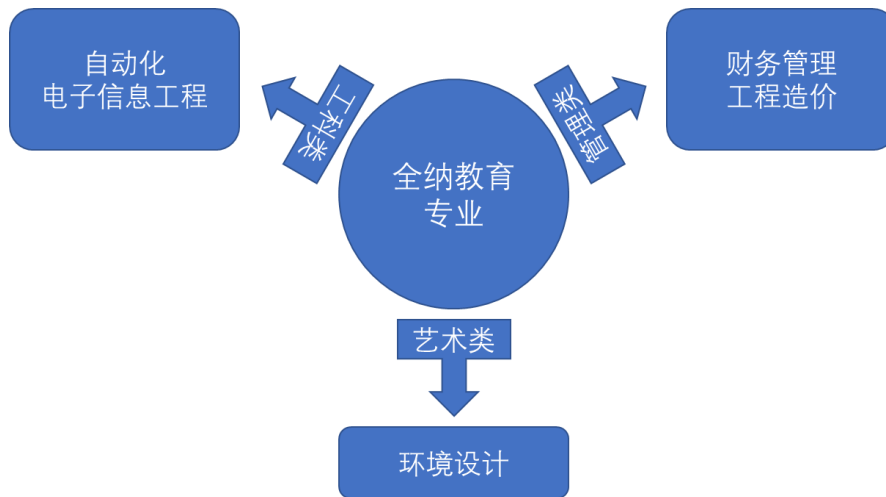 自动化
电子信息工程
工科类
全纳教育
专业
管理类
财务管理
工程造价
艺术类
环境设计